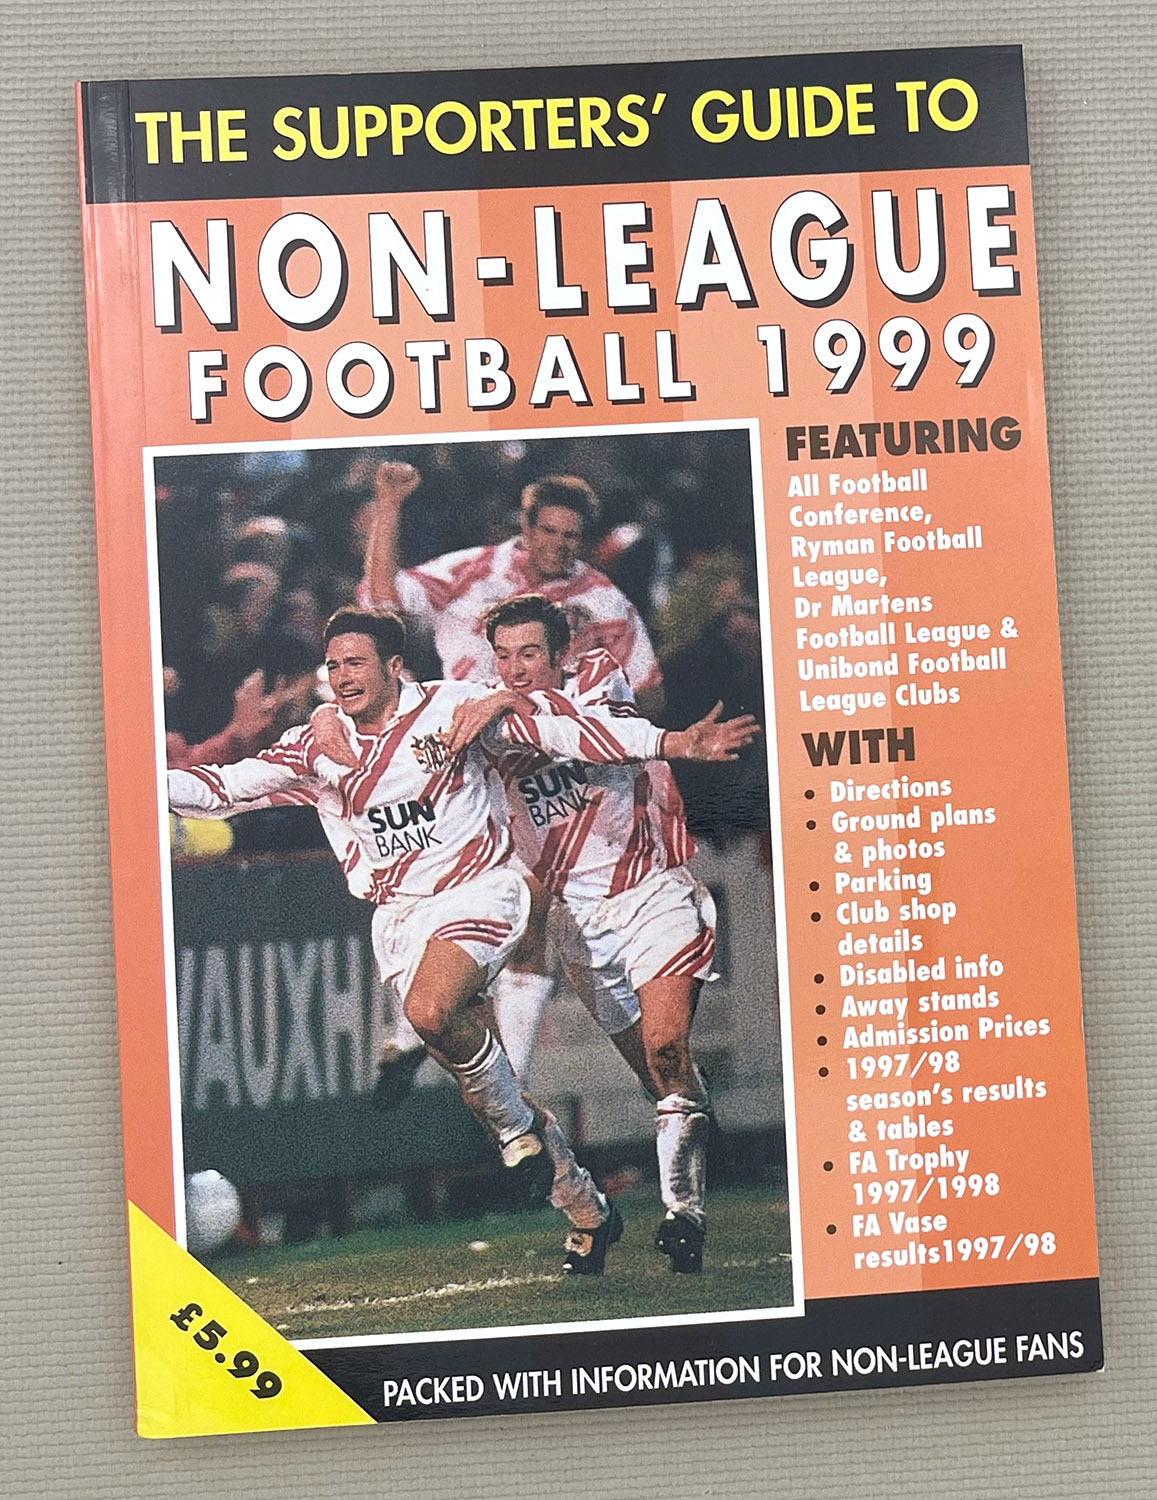 THE SUPPORTERS' GUIDE TO
NON-LEAGUE
FOOTBALL 1999
FEATURING
All Football
Conference,
Ryman Football
League,
Dr Martens
Football League &
Unibond Football
League Clubs
WITH
• Directions
• Ground plans
& photos
• Parking
• Club shop
details
• Disabled info
• Away stands
• Admission Prices
• 1997/98
season's results
& tables
• FA Trophy
1997/1998
• FA Vase
results1997/98
SUN
BANK
SUN
BANK
VAUXHA
£5.99
PACKED WITH INFORMATION FOR NON-LEAGUE FANS